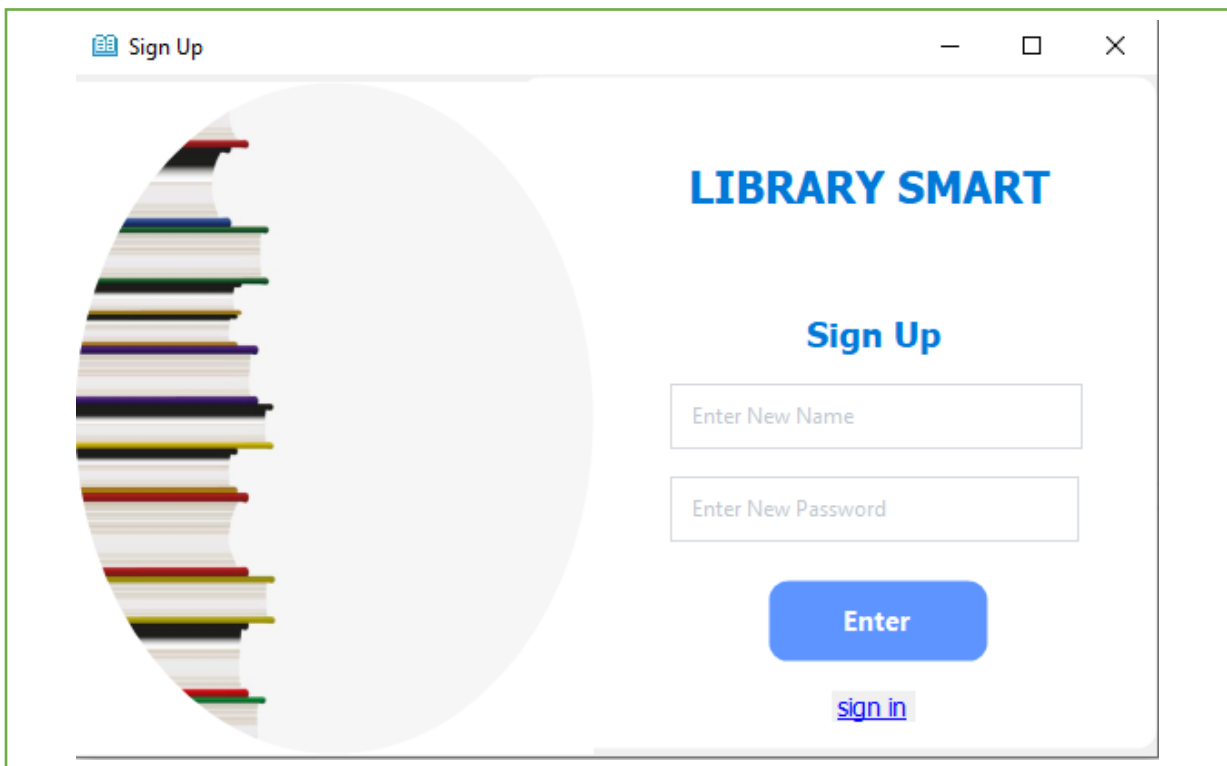 Sign Up
LIBRARY SMART
Sign Up
Enter New Name
Enter New Password
Enter
sign in